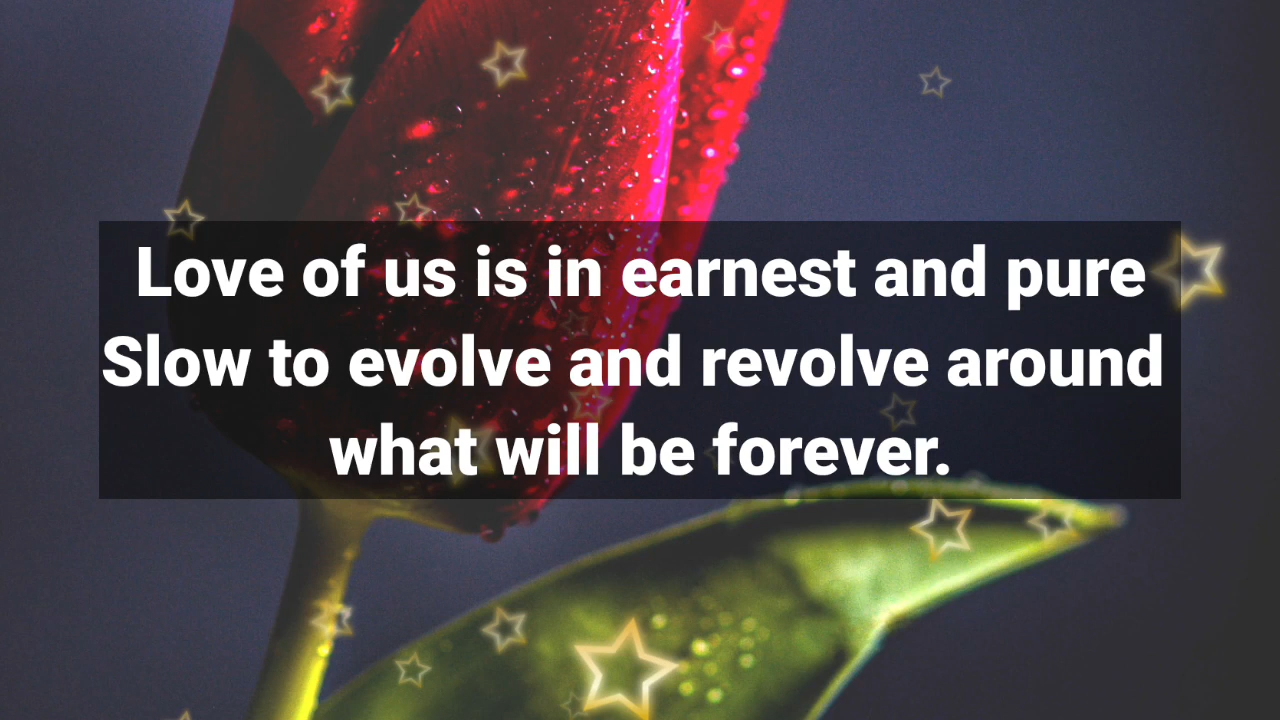 Love of us is in earnest and pure
Slow to evolve and revolve around
what will be forever.